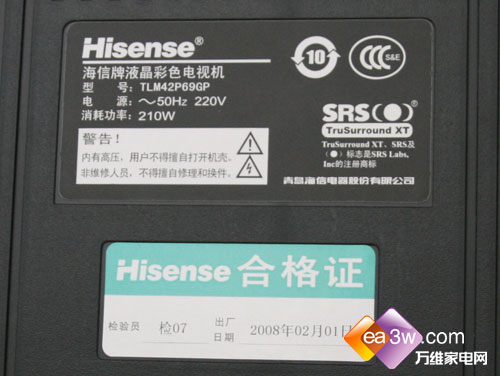 Hisense®
海信牌液晶彩色电视机
型 号: TLM42P69GP
电 源: ～50Hz 220V
消耗功率: 210W
警告!
内有高压，用户不得擅自打开机壳。
非维修人员，不得擅自修理和换件。
10
CCC S&E
SRS(●)®
TruSurround XT
TruSurround XT、SRS及
(●)标志是SRS Labs,
Inc的注册商标
青岛海信电器股份有限公司
Hisense 合格证
检验员 检07 出厂日期 2008年02月01日
ea3w.com
万维家电网